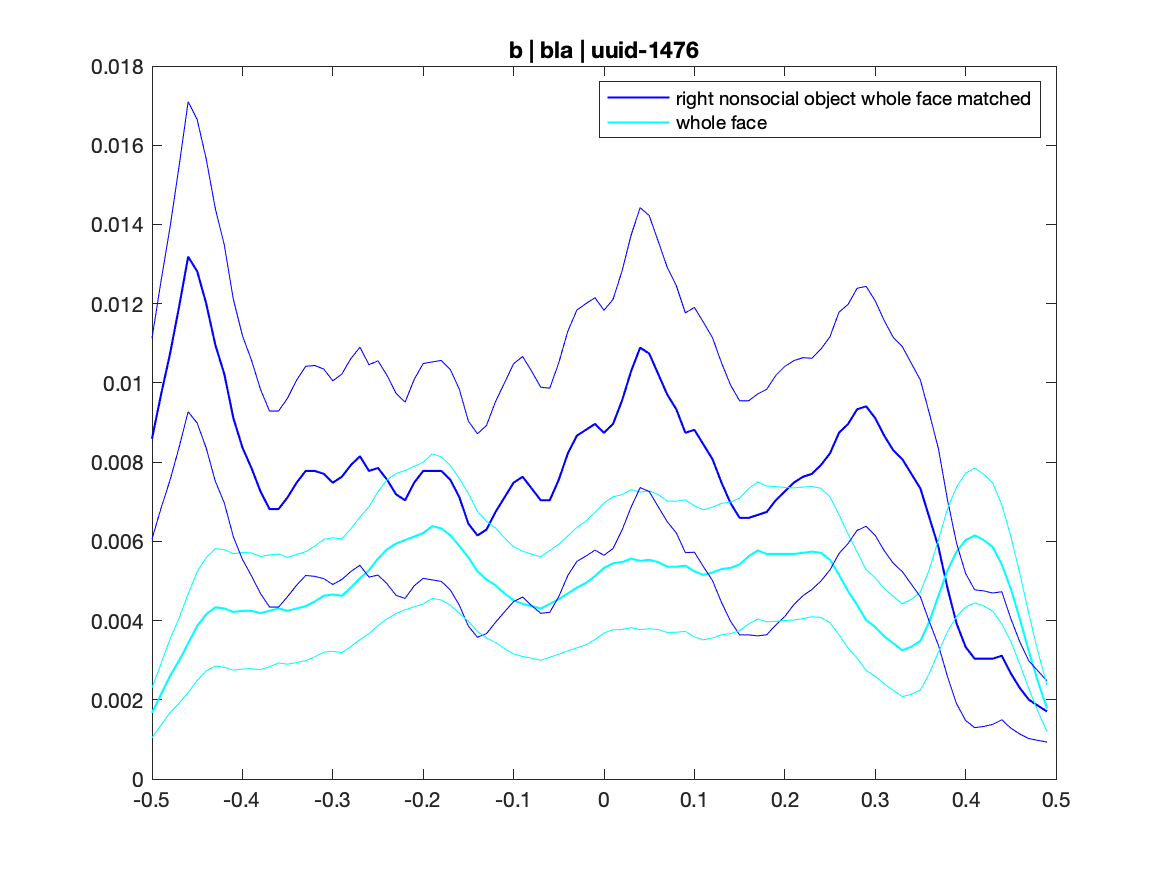 b | bla | uuid-1476
right nonsocial object whole face matched
whole face
0.018
0.016
0.014
0.012
0.01
0.008
0.006
0.004
0.002
0
-0.5 -0.4 -0.3 -0.2 -0.1 0 0.1 0.2 0.3 0.4 0.5